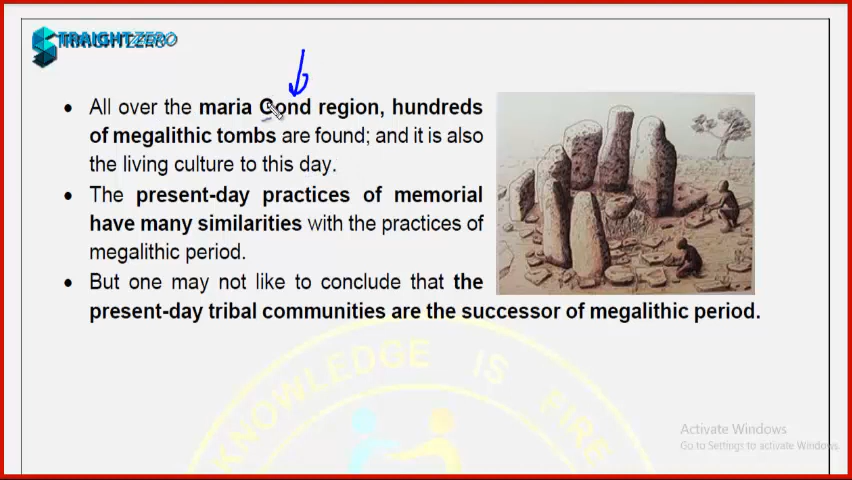 STRAIGHTZERO
All over the maria Gond region, hundreds
of megalithic tombs are found; and it is also
the living culture to this day.
The present-day practices of memorial
have many similarities with the practices of
megalithic period.
But one may not like to conclude that the
present-day tribal communities are the successor of megalithic period.
KNOWLEDGE IS FIRE
Activate Windows
Go to Settings to activate Windows.